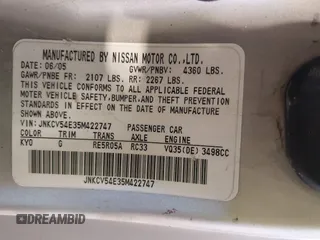 MANUFACTURED BY NISSAN MOTOR CO.,LTD.
DATE: 06/05 GVWR/PNBV: 4360 LBS.
GAWR/PNBE FR: 2107 LBS. RR: 2267 LBS.
THIS VEHICLE CONFORMS TO ALL APPLICABLE FEDERAL
MOTOR VEHICLE SAFETY, BUMPER, AND THEFT PREVENTION
STANDARDS IN EFFECT ON THE DATE OF MANUFACTURE
SHOWN ABOVE.
VIN: JNKCV54E35M422747 PASSENGER CAR
COLOR TRIM TRANS AXLE ENGINE
KY0 G RE5R05A RC33 VQ35(DE) 3498CC
JNKCV54E35M422747
DREAMBID